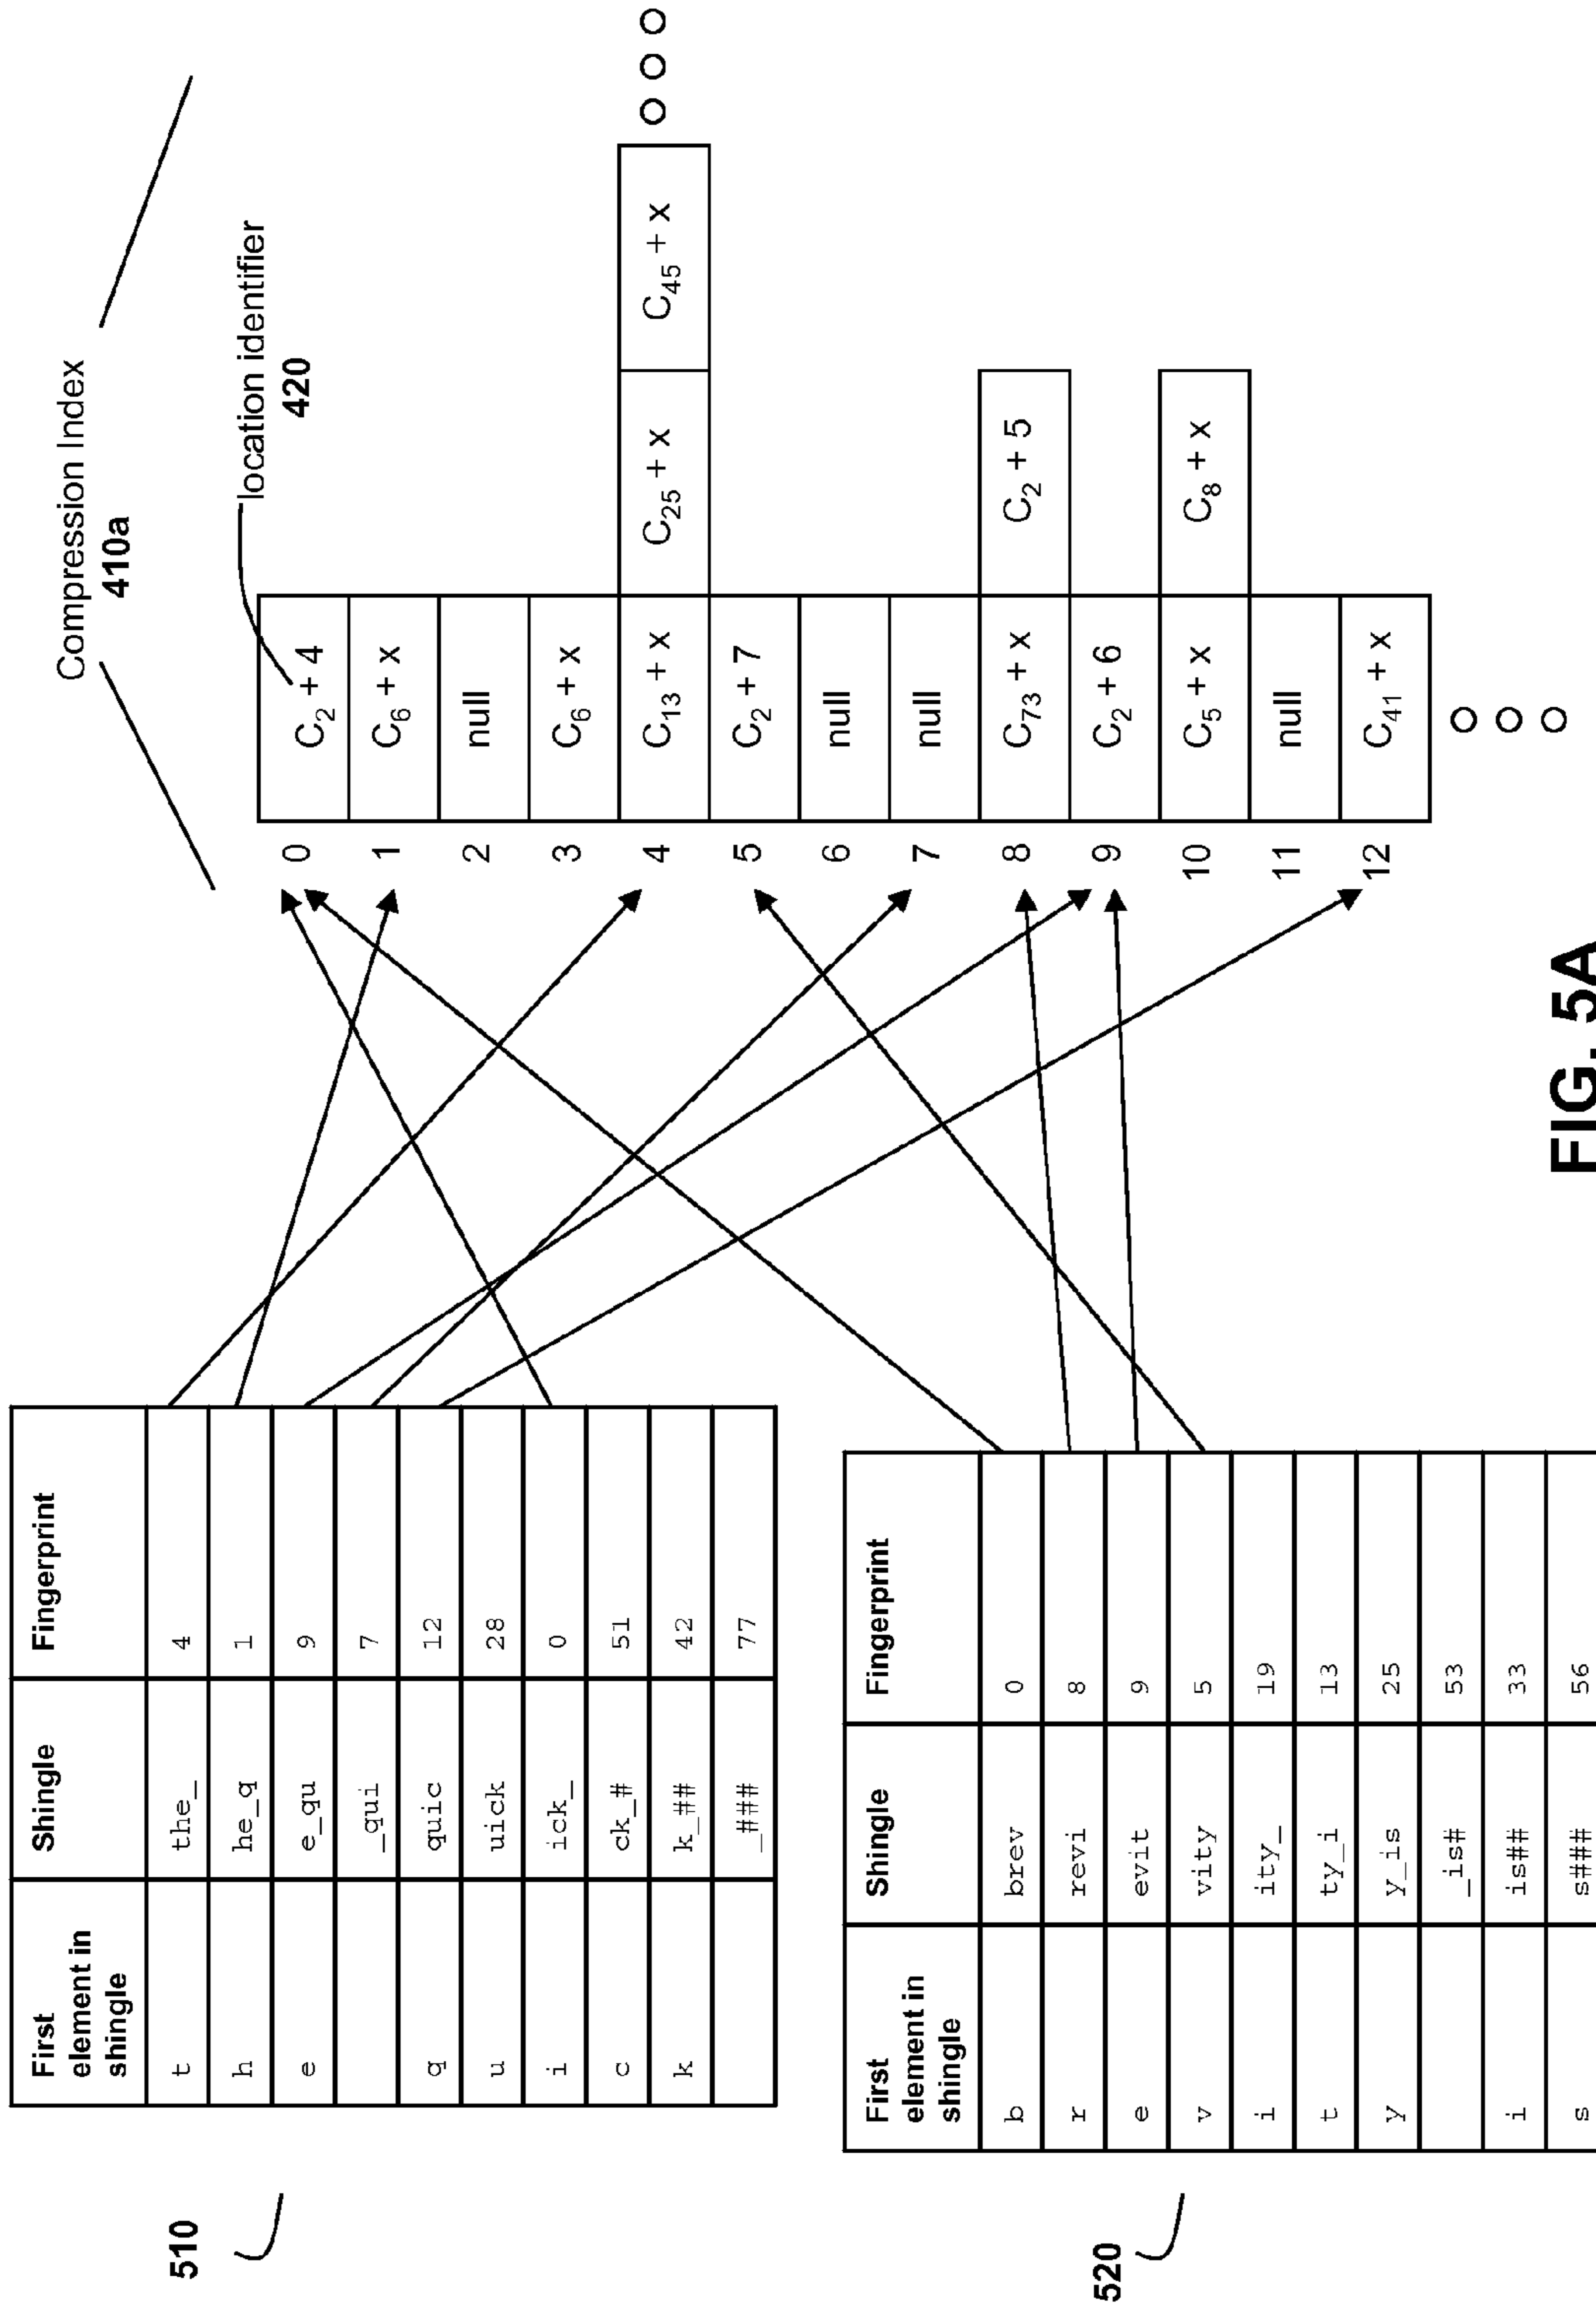 Compression Index
410a
location identifier
420
510
First element in shingle Shingle Fingerprint
t the_ 4
h he_q 1
e e_qu 9
_qui 7
q quic 12
u uick 28
i ick_ 0
c ck_# 51
k k_## 42
_### 77
520
First element in shingle Shingle Fingerprint
b brev 0
r revi 8
e evit 9
v vity 5
i ity_ 19
t ty_i 13
y y_is 25
_is# 53
i is## 33
s s### 56
0 C2 + 4
1 C6 + x
2 null
3 C6 + x
4 C13 + x C25 + x C45 + x
5 C2 + 7
6 null
7 null
8 C73 + x C2 + 5
9 C2 + 6
10 C5 + x C8 + x
11 null
12 C41 + x
FIG. 5A